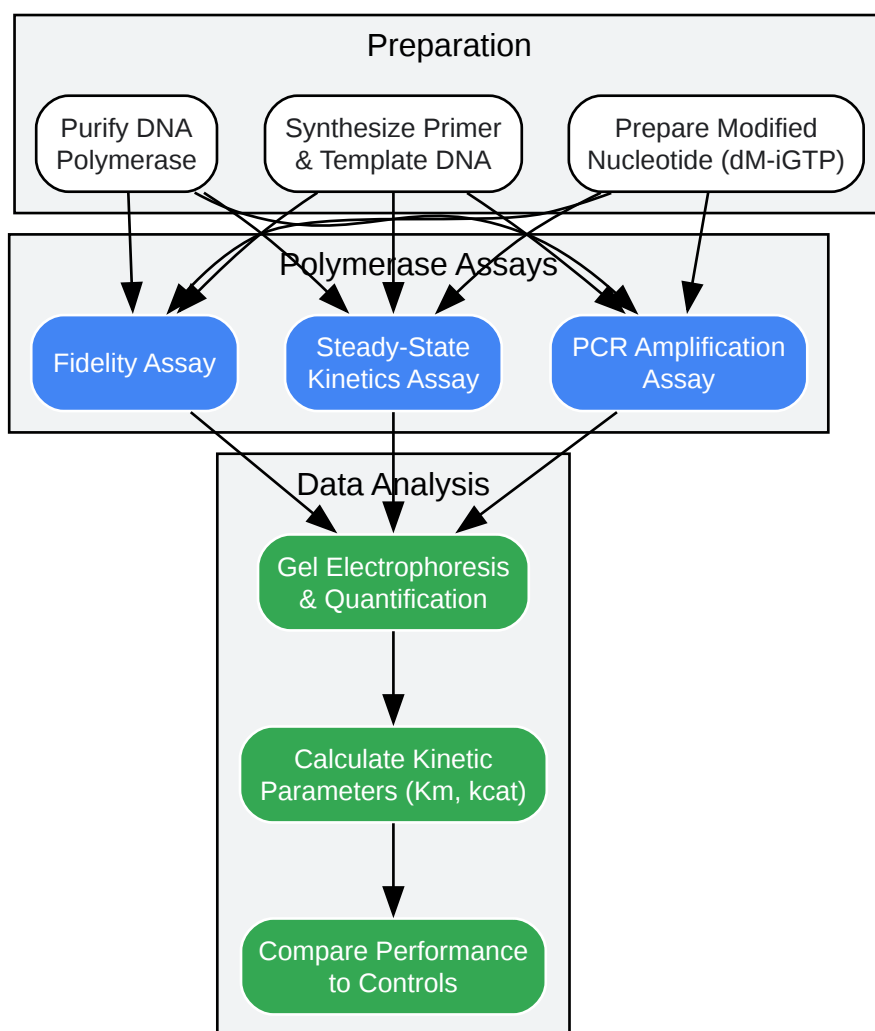 Preparation
Purify DNA
Polymerase
Synthesize Primer
& Template DNA
Prepare Modified
Nucleotide (dM-iGTP)
Polymerase Assays
Fidelity Assay
Steady-State
Kinetics Assay
PCR Amplification
Assay
Data Analysis
Gel Electrophoresis
& Quantification
Calculate Kinetic
Parameters (Km, kcat)
Compare Performance
to Controls